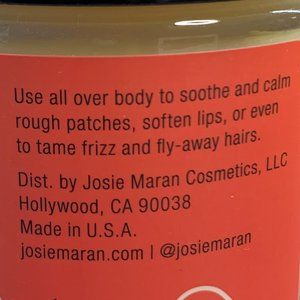 Use all over body to soothe and calm
rough patches, soften lips, or even
to tame frizz and fly-away hairs.
Dist. by Josie Maran Cosmetics, LLC
Hollywood, CA 90038
Made in U.S.A.
josiemaran.com | @josiemaran